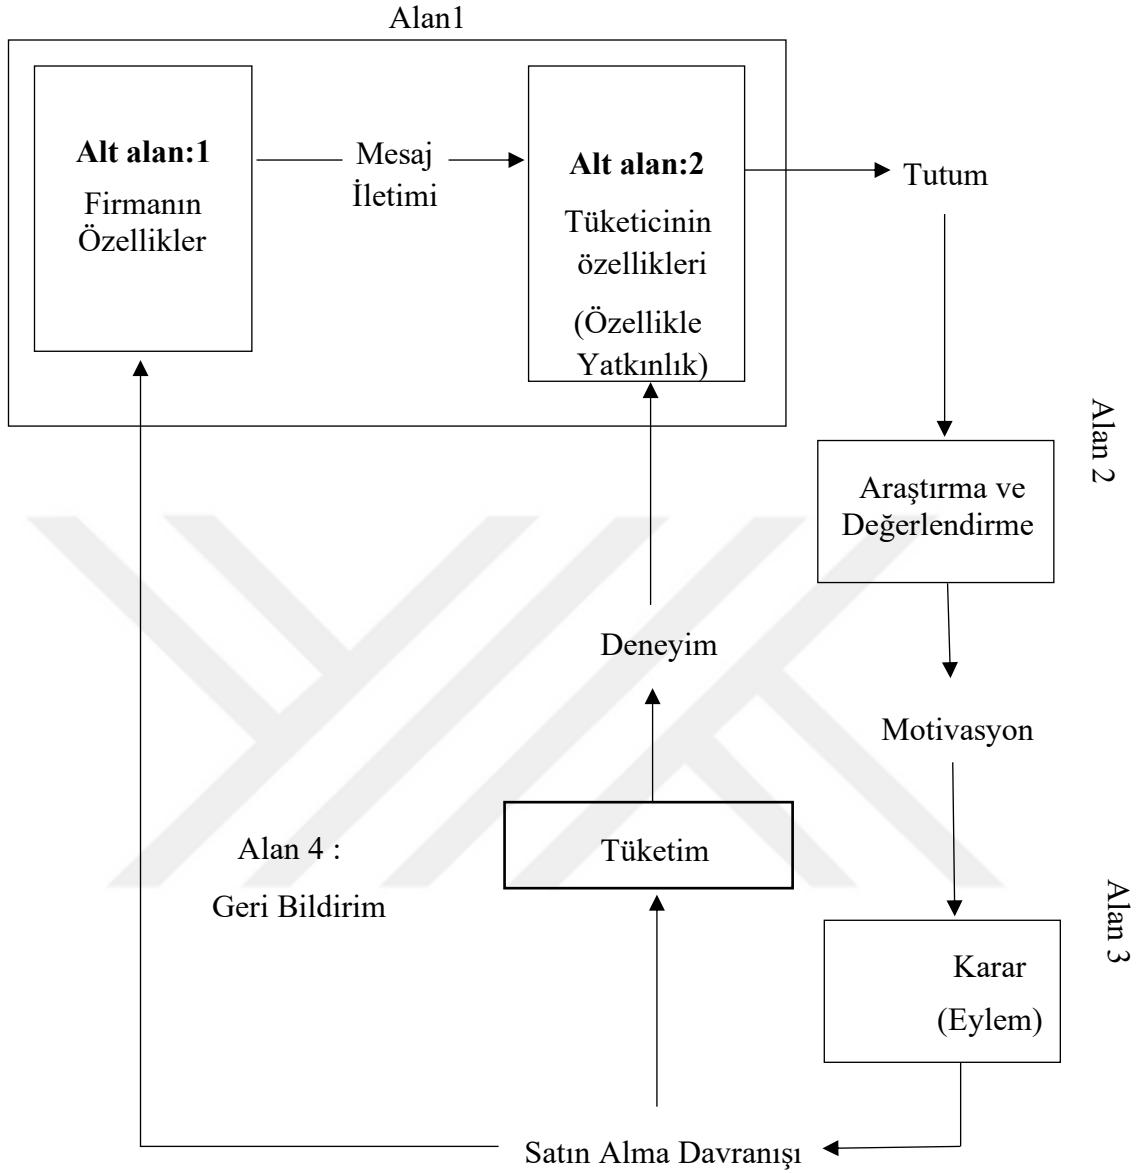 Alan1
Alt alan:1
Firmanın
Özellikler
Mesaj
İletimi
Alt alan:2
Tüketicinin
özellikleri
(Özellikle
Yatkınlık)
Tutum
Alan 2
Araştırma ve
Değerlendirme
Deneyim
Motivasyon
Tüketim
Alan 4 :
Geri Bildirim
Alan 3
Karar
(Eylem)
Satın Alma Davranışı